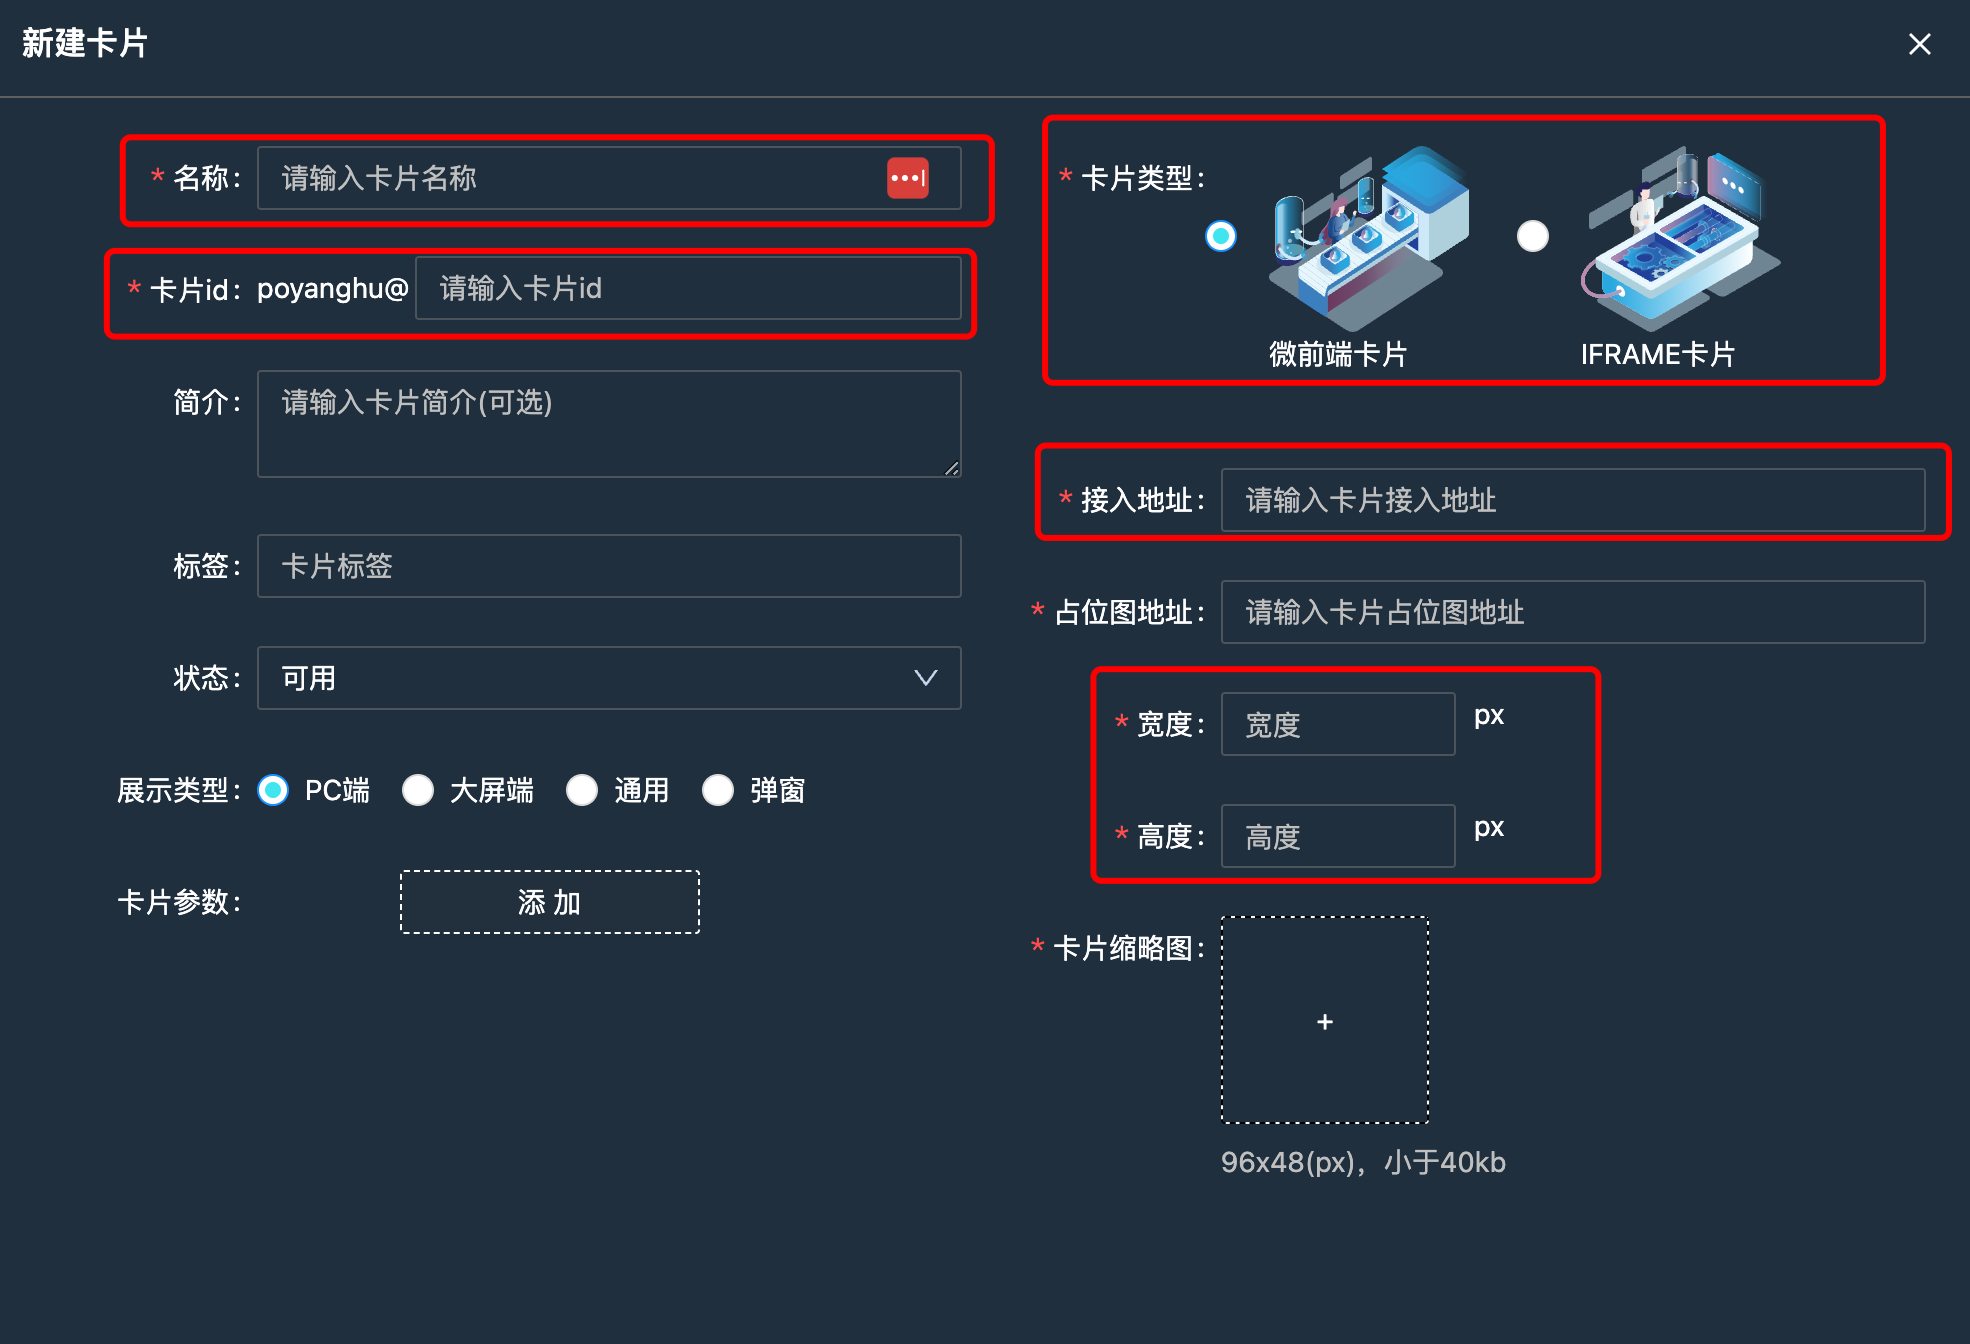 新建卡片
* 名称：
请输入卡片名称
* 卡片id：
poyanghu@
请输入卡片id
简介：
请输入卡片简介(可选)
标签：
卡片标签
状态：
可用
展示类型：
PC端
大屏端
通用
弹窗
卡片参数：
添 加
* 卡片类型：
微前端卡片
IFRAME卡片
* 接入地址：
请输入卡片接入地址
* 占位图地址：
请输入卡片占位图地址
* 宽度：
宽度
px
* 高度：
高度
px
* 卡片缩略图：
+
96x48(px)，小于40kb